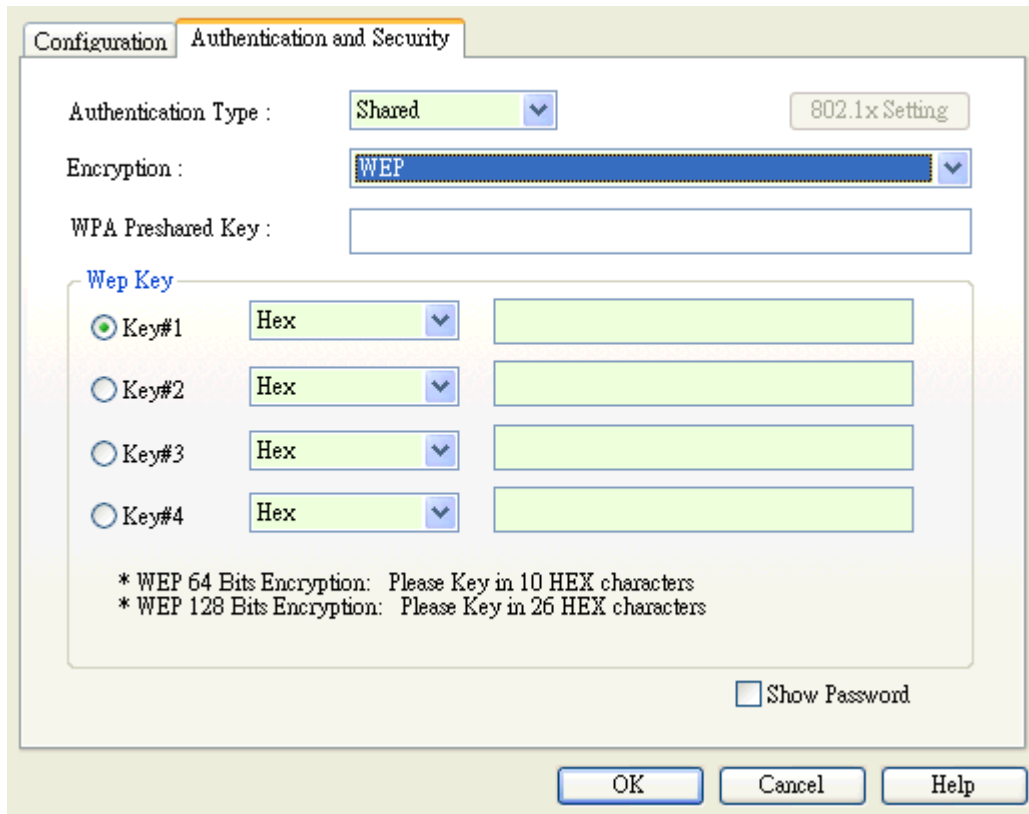 Configuration
Authentication and Security
Authentication Type :
Shared
802.1x Setting
Encryption :
WEP
WPA Preshared Key :
Wep Key
Key#1
Hex
Key#2
Hex
Key#3
Hex
Key#4
Hex
* WEP 64 Bits Encryption: Please Key in 10 HEX characters
* WEP 128 Bits Encryption: Please Key in 26 HEX characters
Show Password
OK
Cancel
Help